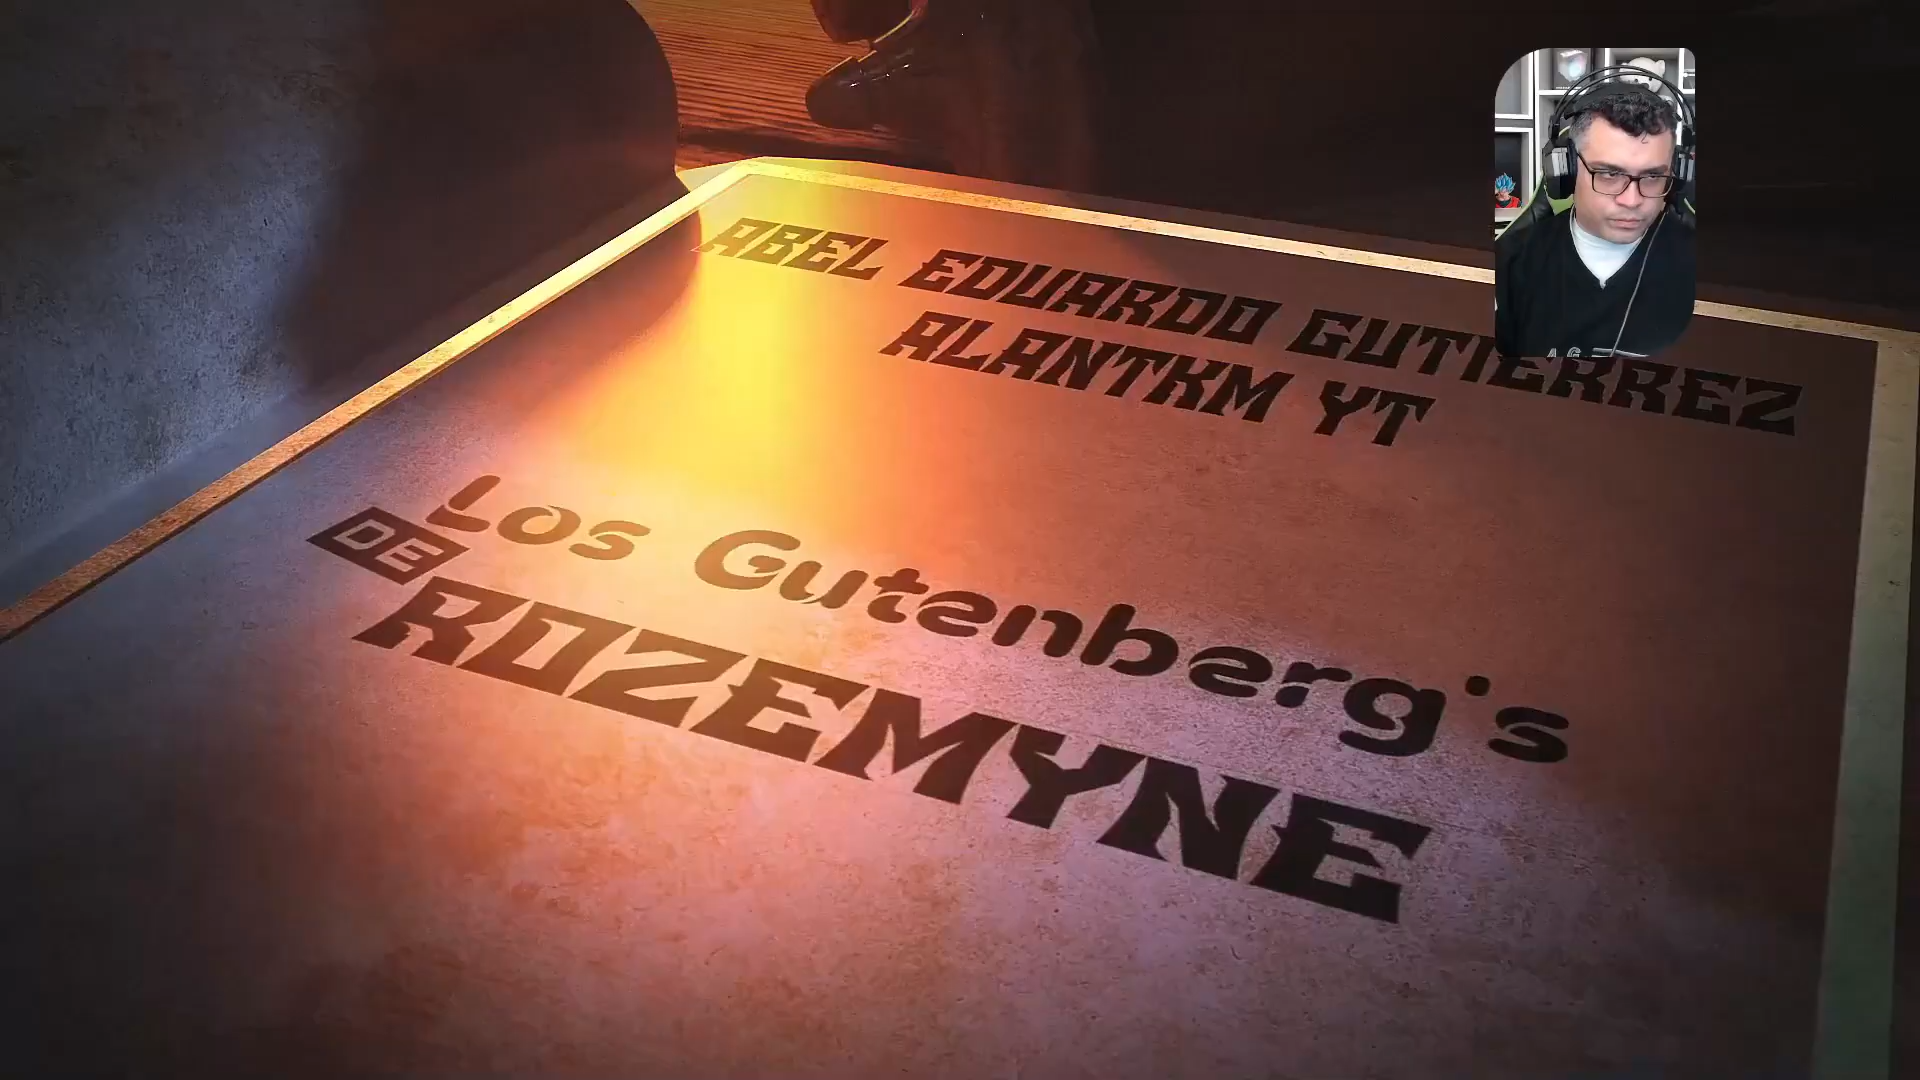 ABEL EDUARDO GUTIERREZ
ALANTKM YT
Los Gutenberg's
DE
ROZEMYNE